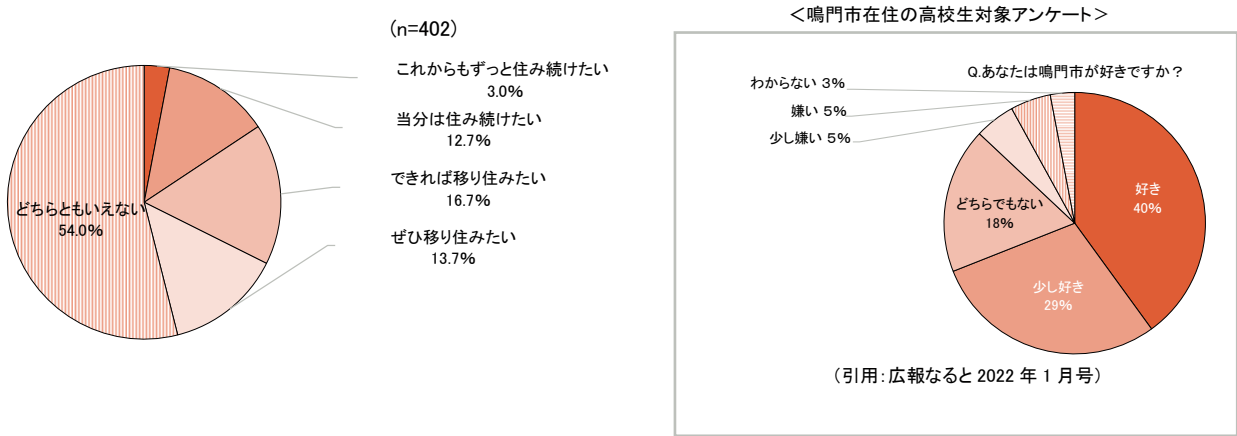 (n=402)
これからもずっと住み続けたい
3.0%
当分は住み続けたい
12.7%
できれば移り住みたい
16.7%
ぜひ移り住みたい
13.7%
どちらともいえない
54.0%
＜鳴門市在住の高校生対象アンケート＞
Q.あなたは鳴門市が好きですか？
わからない 3%
嫌い 5%
少し嫌い 5%
どちらでもない
18%
好き
40%
少し好き
29%
（引用：広報なると 2022 年 1 月号）